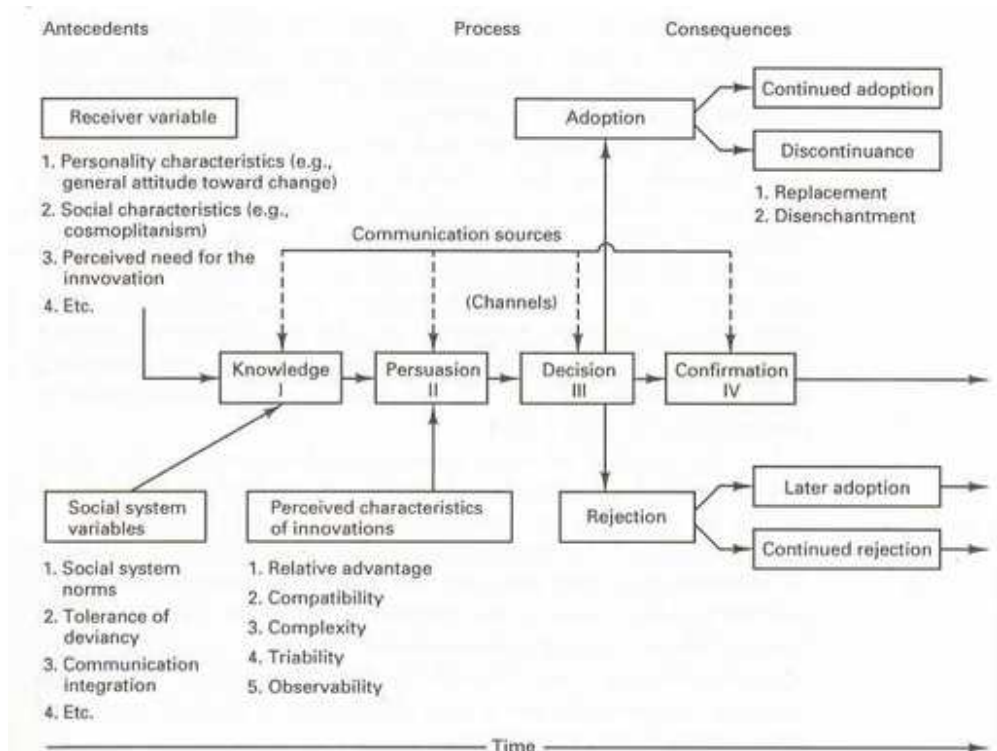 Antecedents
Process
Consequences
Receiver variable
1. Personality characteristics (e.g.,
general attitude toward change)
2. Social characteristics (e.g.,
cosmoplitanism)
3. Perceived need for the
innvovation
4. Etc.
Adoption
Continued adoption
Discontinuance
1. Replacement
2. Disenchantment
Communication sources
(Channels)
Knowledge
I
Persuasion
II
Decision
III
Confirmation
IV
Social system
variables
1. Social system
norms
2. Tolerance of
deviancy
3. Communication
integration
4. Etc.
Perceived characteristics
of innovations
1. Relative advantage
2. Compatibility
3. Complexity
4. Triability
5. Observability
Rejection
Later adoption
Continued rejection
Time